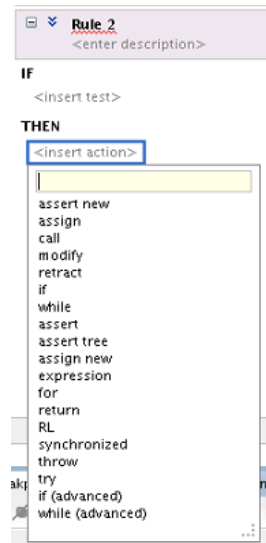 Rule 2
<enter description>
IF
<insert test>
THEN
<insert action>
assert new
assign
call
modify
retract
if
while
assert
assert tree
assign new
expression
for
return
RL
synchronized
throw
try
if (advanced)
while (advanced)